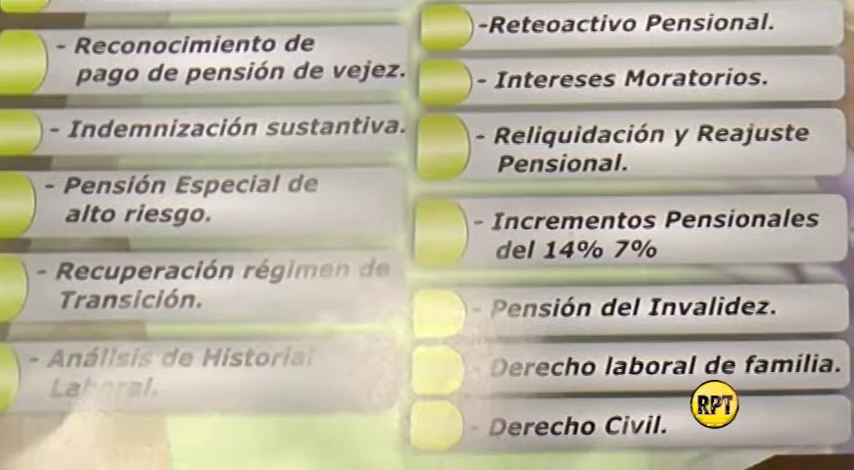 - Reconocimiento de
pago de pensión de vejez.
- Indemnización sustantiva.
- Pensión Especial de
alto riesgo.
- Recuperación régimen de
Transición.
- Análisis de Historial
Laboral.
-Reteoactivo Pensional.
- Intereses Moratorios.
- Reliquidación y Reajuste
Pensional.
- Incrementos Pensionales
del 14% 7%
- Pensión del Invalidez.
- Derecho laboral de familia.
- Derecho Civil.
RPT